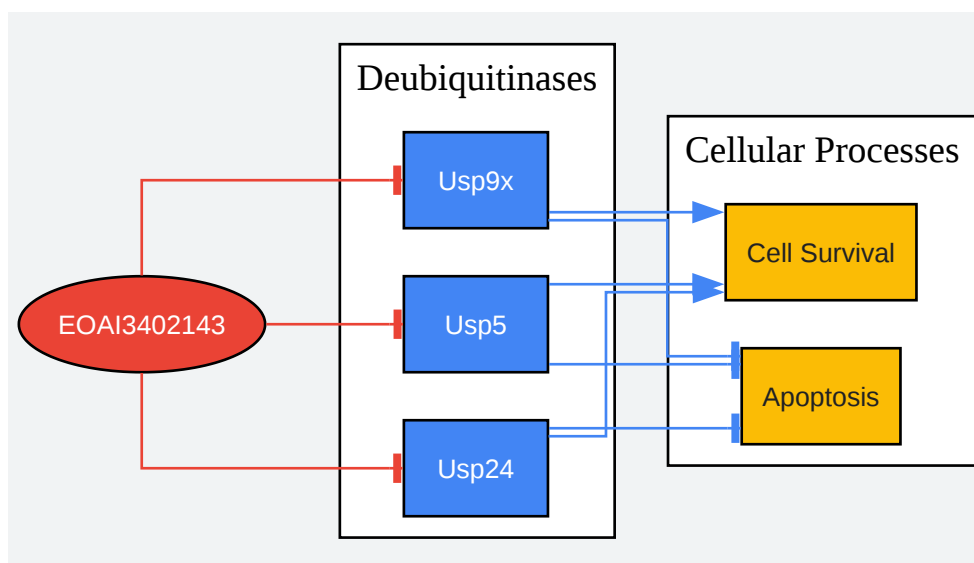 Deubiquitinases
Cellular Processes
Usp9x
Cell Survival
EOAI3402143
Usp5
Apoptosis
Usp24